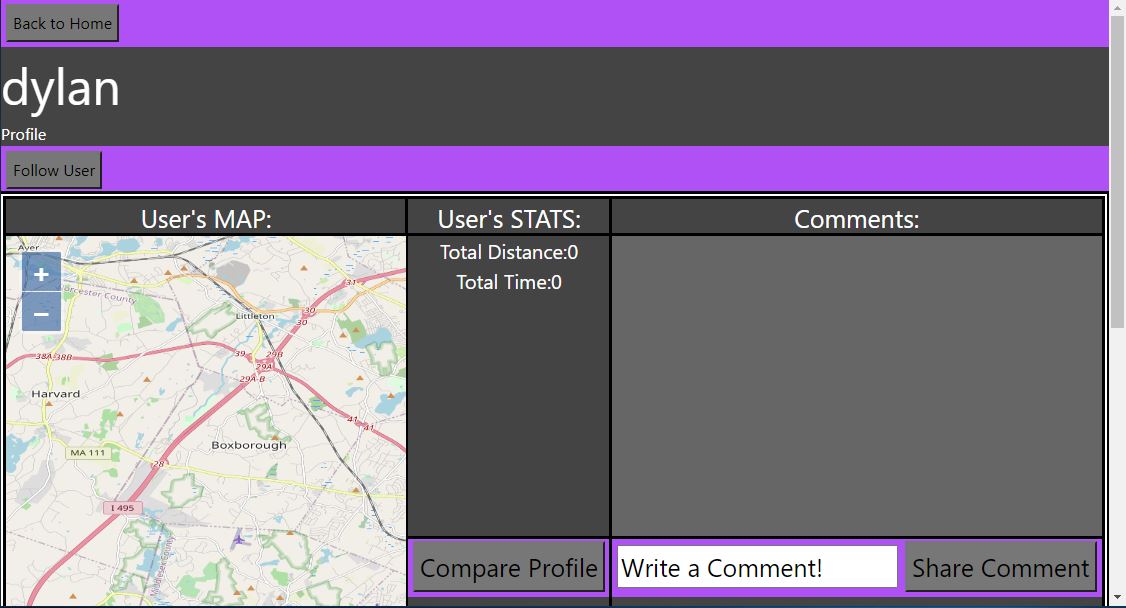 Back to Home
dylan
Profile
Follow User
User's MAP:
User's STATS:
Comments:
Total Distance:0
Total Time:0
Ayer
+
−
Worcester County
Littleton
31
30
30
38A;38B
39
29B
29A
29A-B
Harvard
41
41
Boxborough
MA 111
28
I 495
Middlesex County
Compare Profile
Write a Comment!
Share Comment